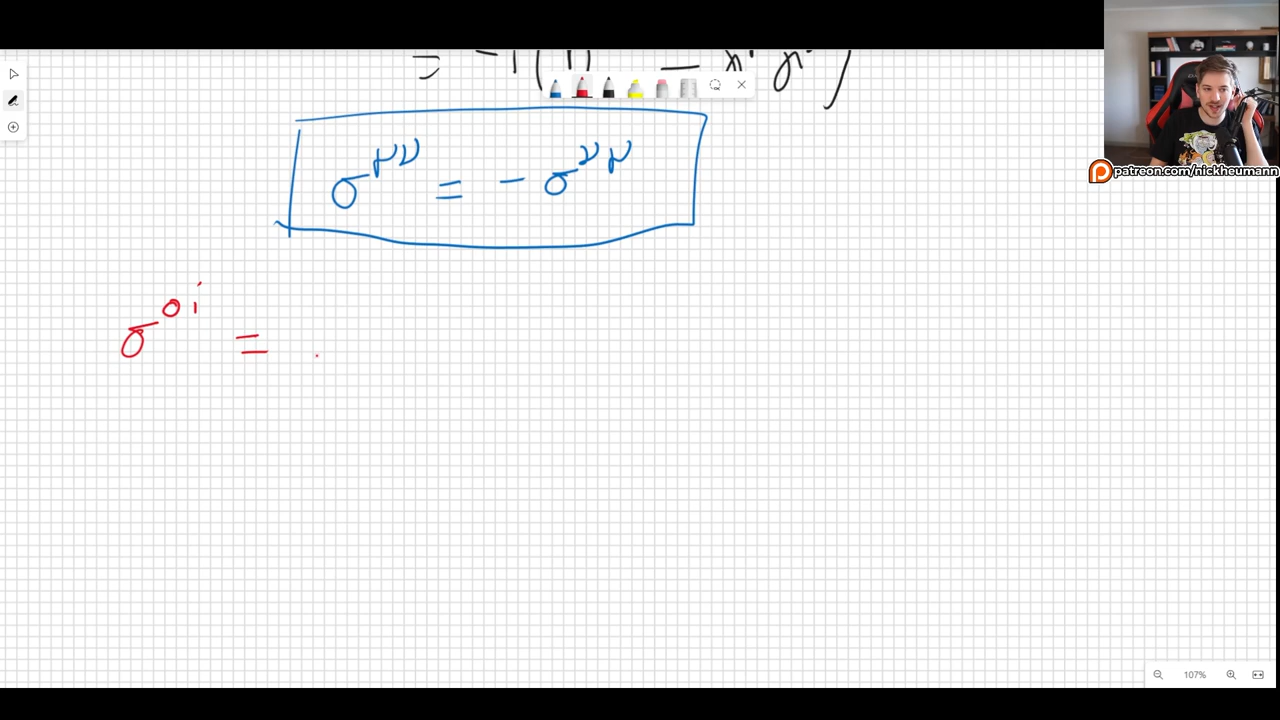 σ^{μν} = - σ^{νμ}
σ^{0i} =
patreon.com/nickheumann
107%